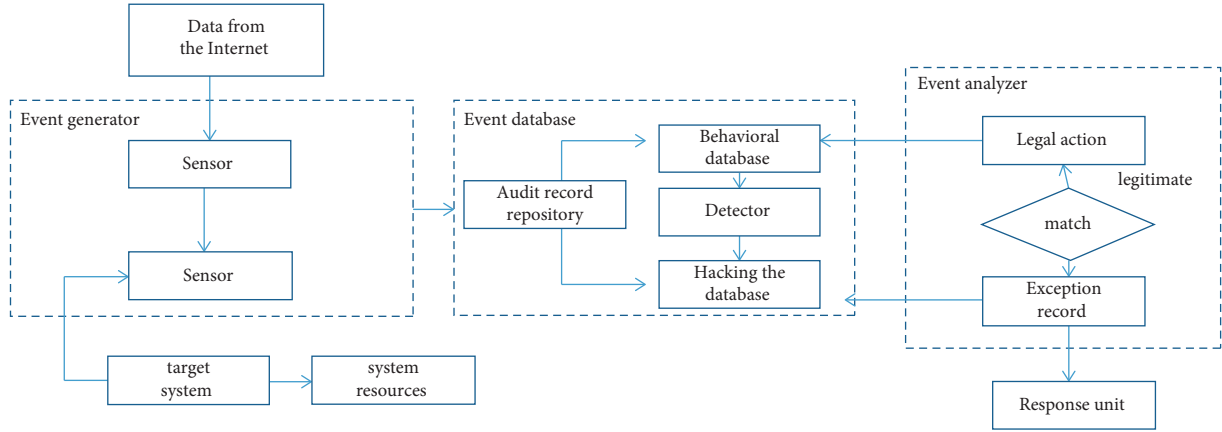 Data from
the Internet
Event generator
Sensor
Sensor
target
system
system
resources
Event database
Audit record
repository
Behavioral
database
Detector
Hacking the
database
Event analyzer
Legal action
legitimate
match
Exception
record
Response unit